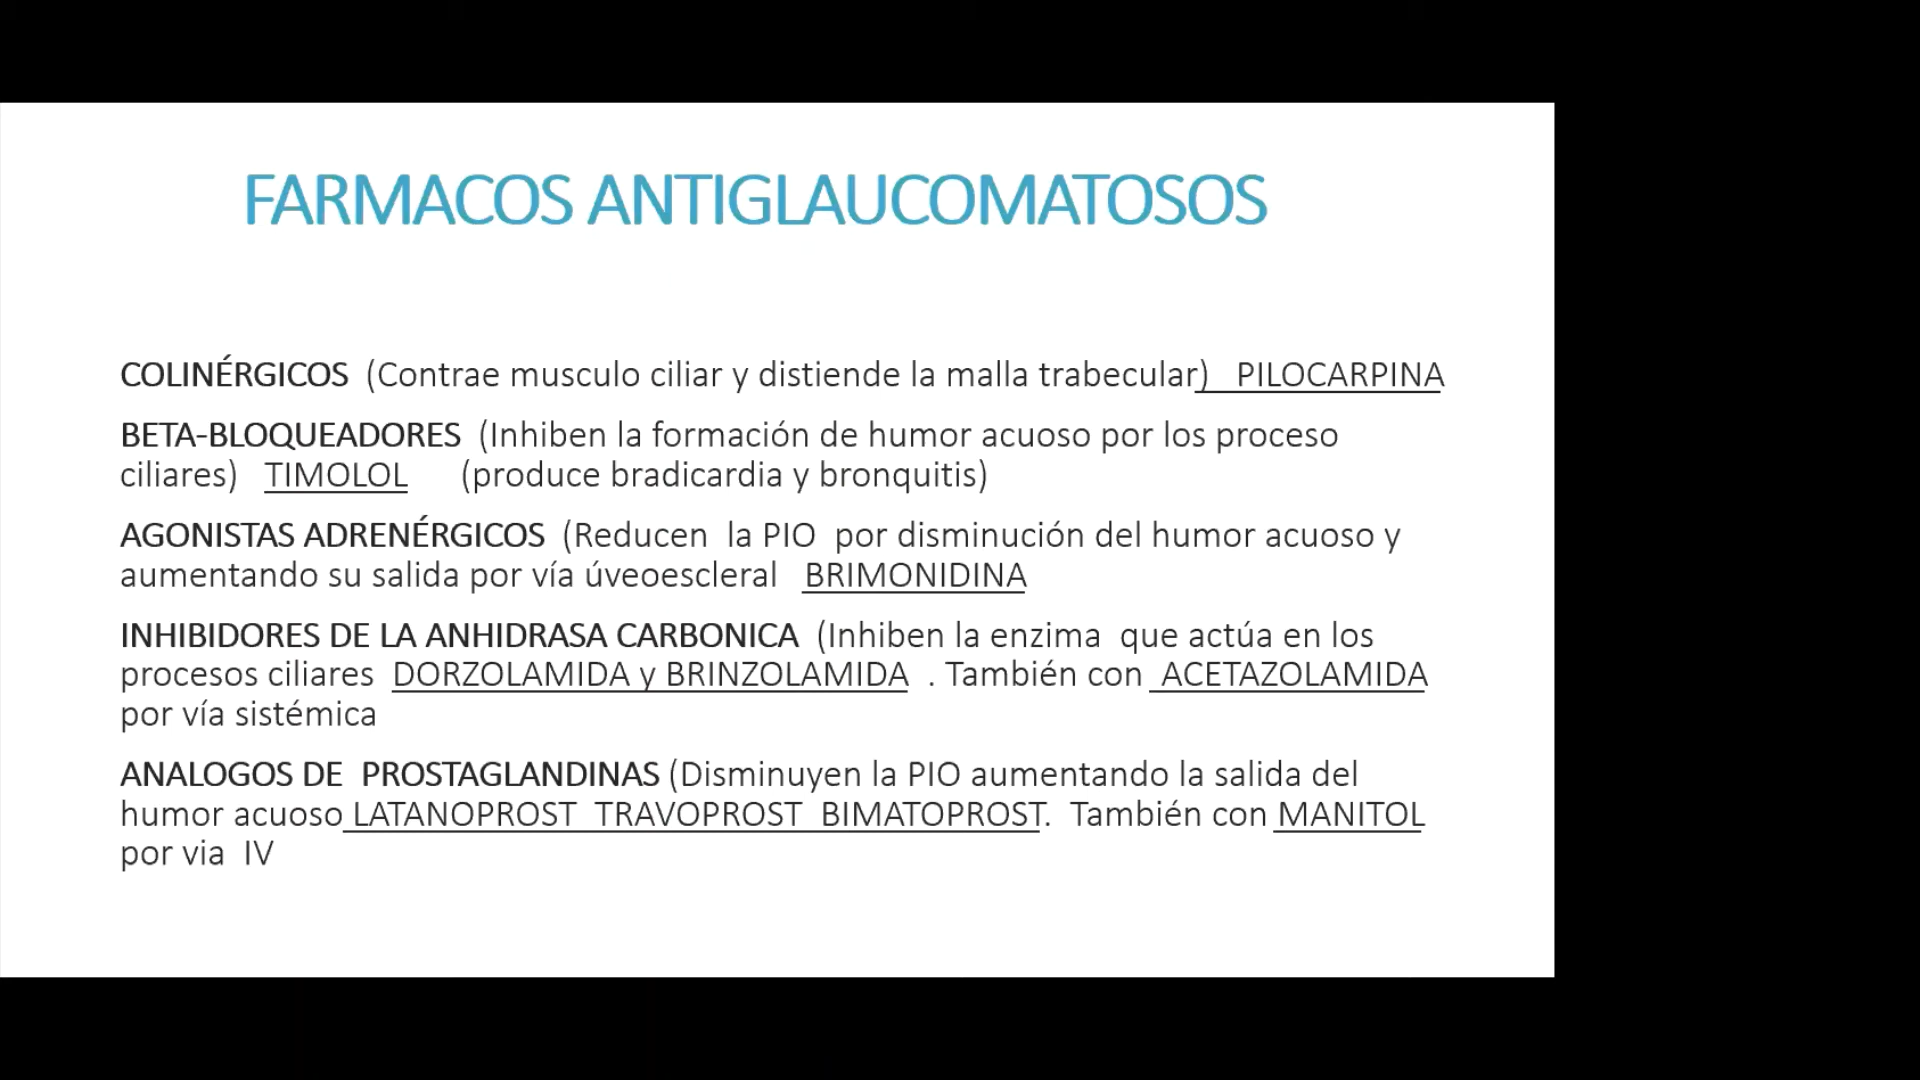 FARMACOS ANTIGLAUCOMATOSOS
COLINÉRGICOS (Contrae musculo ciliar y distiende la malla trabecular) PILOCARPINA
BETA-BLOQUEADORES (Inhiben la formación de humor acuoso por los proceso
ciliares) TIMOLOL (produce bradicardia y bronquitis)
AGONISTAS ADRENÉRGICOS (Reducen la PIO por disminución del humor acuoso y
aumentando su salida por vía úveoescleral BRIMONIDINA
INHIBIDORES DE LA ANHIDRASA CARBONICA (Inhiben la enzima que actúa en los
procesos ciliares DORZOLAMIDA y BRINZOLAMIDA . También con ACETAZOLAMIDA
por vía sistémica
ANALOGOS DE PROSTAGLANDINAS (Disminuyen la PIO aumentando la salida del
humor acuoso LATANOPROST TRAVOPROST BIMATOPROST. También con MANITOL
por via IV